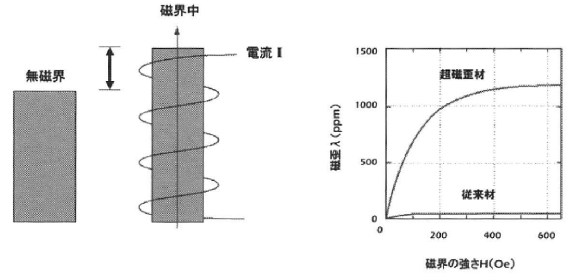 磁界中
電流 I
無磁界
1500
1000
500
0
磁歪λ(ppm)
超磁歪材
従来材
200
400
600
磁界の強さH(Oe)